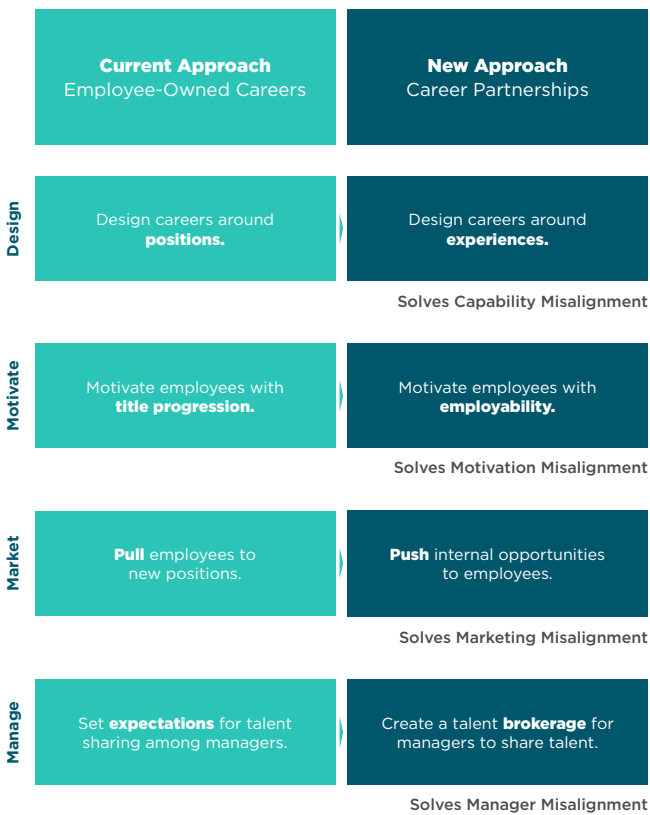 Current Approach
Employee-Owned Careers
New Approach
Career Partnerships
Design
Design careers around
positions.
Design careers around
experiences.
Solves Capability Misalignment
Motivate
Motivate employees with
title progression.
Motivate employees with
employability.
Solves Motivation Misalignment
Market
Pull employees to
new positions.
Push internal opportunities
to employees.
Solves Marketing Misalignment
Manage
Set expectations for talent
sharing among managers.
Create a talent brokerage for
managers to share talent.
Solves Manager Misalignment